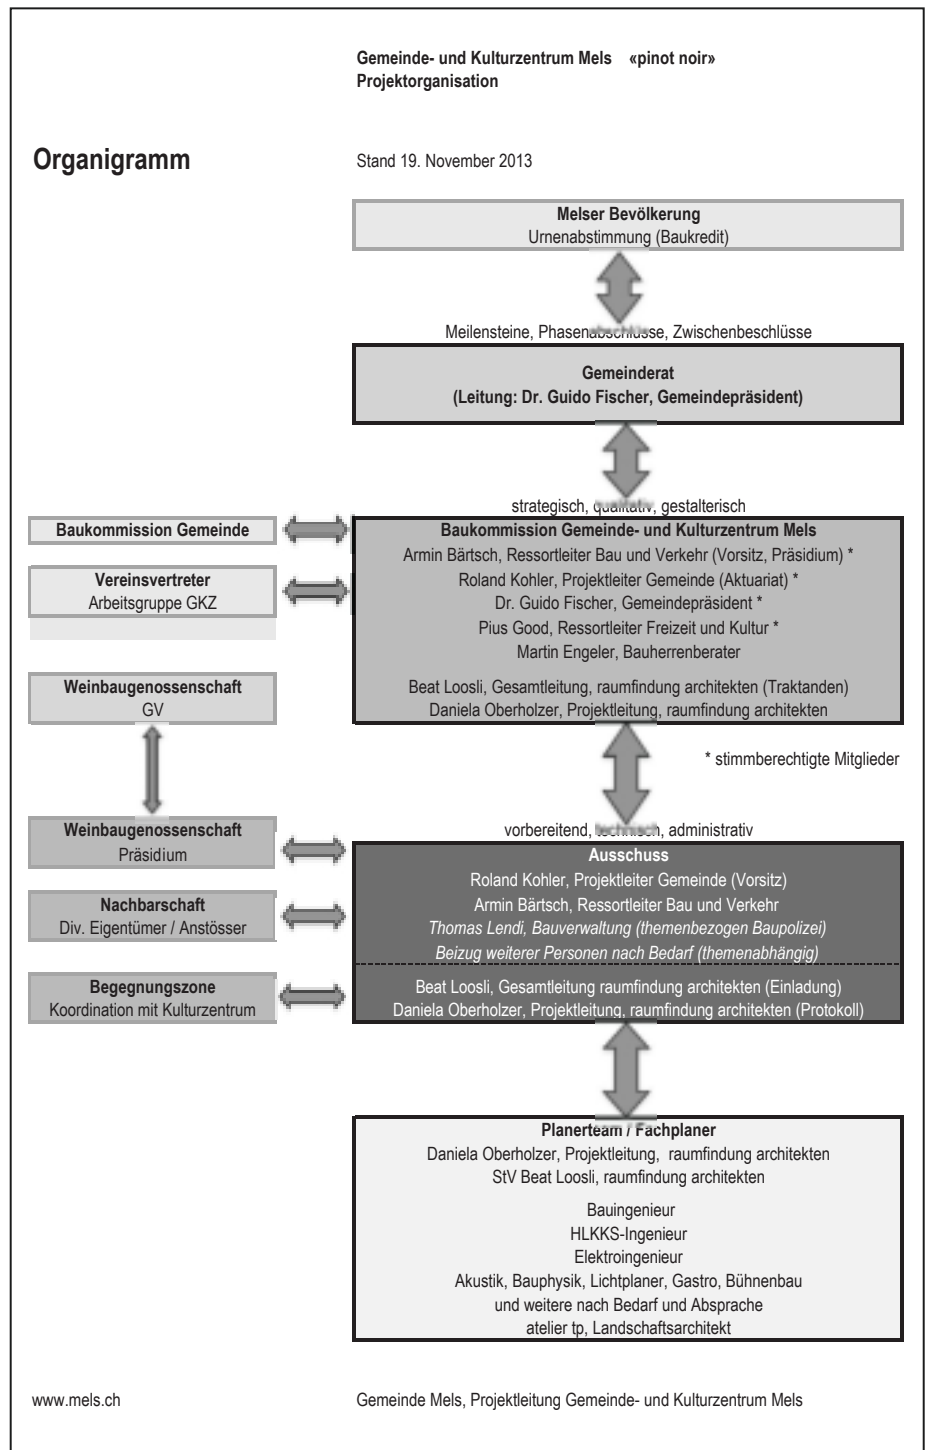 Gemeinde- und Kulturzentrum Mels «pinot noir»
Projektorganisation
Organigramm
Stand 19. November 2013
Melser Bevölkerung
Urnenabstimmung (Baukredit)
Meilensteine, Phasenabschlüsse, Zwischenbeschlüsse
Gemeinderat
(Leitung: Dr. Guido Fischer, Gemeindepräsident)
strategisch, qualitativ, gestalterisch
Baukommission Gemeinde
Vereinsvertreter
Arbeitsgruppe GKZ
Baukommission Gemeinde- und Kulturzentrum Mels
Armin Bärtsch, Ressortleiter Bau und Verkehr (Vorsitz, Präsidium) *
Roland Kohler, Projektleiter Gemeinde (Aktuariat) *
Dr. Guido Fischer, Gemeindepräsident *
Pius Good, Ressortleiter Freizeit und Kultur *
Martin Engeler, Bauherrenberater
Beat Loosli, Gesamtleitung, raumfindung architekten (Traktanden)
Daniela Oberholzer, Projektleitung, raumfindung architekten
Weinbaugenossenschaft
GV
* stimmberechtigte Mitglieder
vorbereitend, technisch, administrativ
Weinbaugenossenschaft
Präsidium
Nachbarschaft
Div. Eigentümer / Anstösser
Begegnungszone
Koordination mit Kulturzentrum
Ausschuss
Roland Kohler, Projektleiter Gemeinde (Vorsitz)
Armin Bärtsch, Ressortleiter Bau und Verkehr
Thomas Lendi, Bauverwaltung (themenbezogen Baupolizei)
Beizug weiterer Personen nach Bedarf (themenabhängig)
Beat Loosli, Gesamtleitung raumfindung architekten (Einladung)
Daniela Oberholzer, Projektleitung, raumfindung architekten (Protokoll)
Planerteam / Fachplaner
Daniela Oberholzer, Projektleitung, raumfindung architekten
StV Beat Loosli, raumfindung architekten
Bauingenieur
HLKKS-Ingenieur
Elektroingenieur
Akustik, Bauphysik, Lichtplaner, Gastro, Bühnenbau
und weitere nach Bedarf und Absprache
atelier tp, Landschaftsarchitekt
www.mels.ch
Gemeinde Mels, Projektleitung Gemeinde- und Kulturzentrum Mels